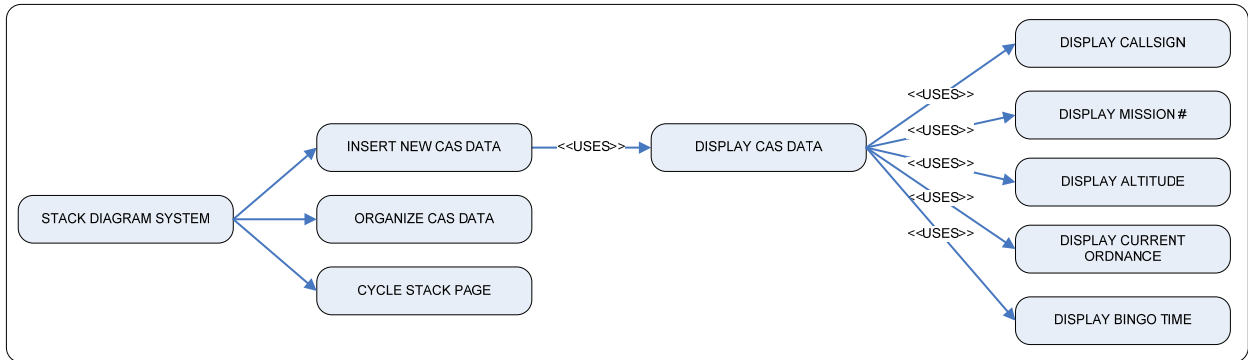 STACK DIAGRAM SYSTEM
INSERT NEW CAS DATA
ORGANIZE CAS DATA
CYCLE STACK PAGE
<<USES>>
DISPLAY CAS DATA
<<USES>>
<<USES>>
<<USES>>
<<USES>>
<<USES>>
DISPLAY CALLSIGN
DISPLAY MISSION #
DISPLAY ALTITUDE
DISPLAY CURRENT
ORDNANCE
DISPLAY BINGO TIME